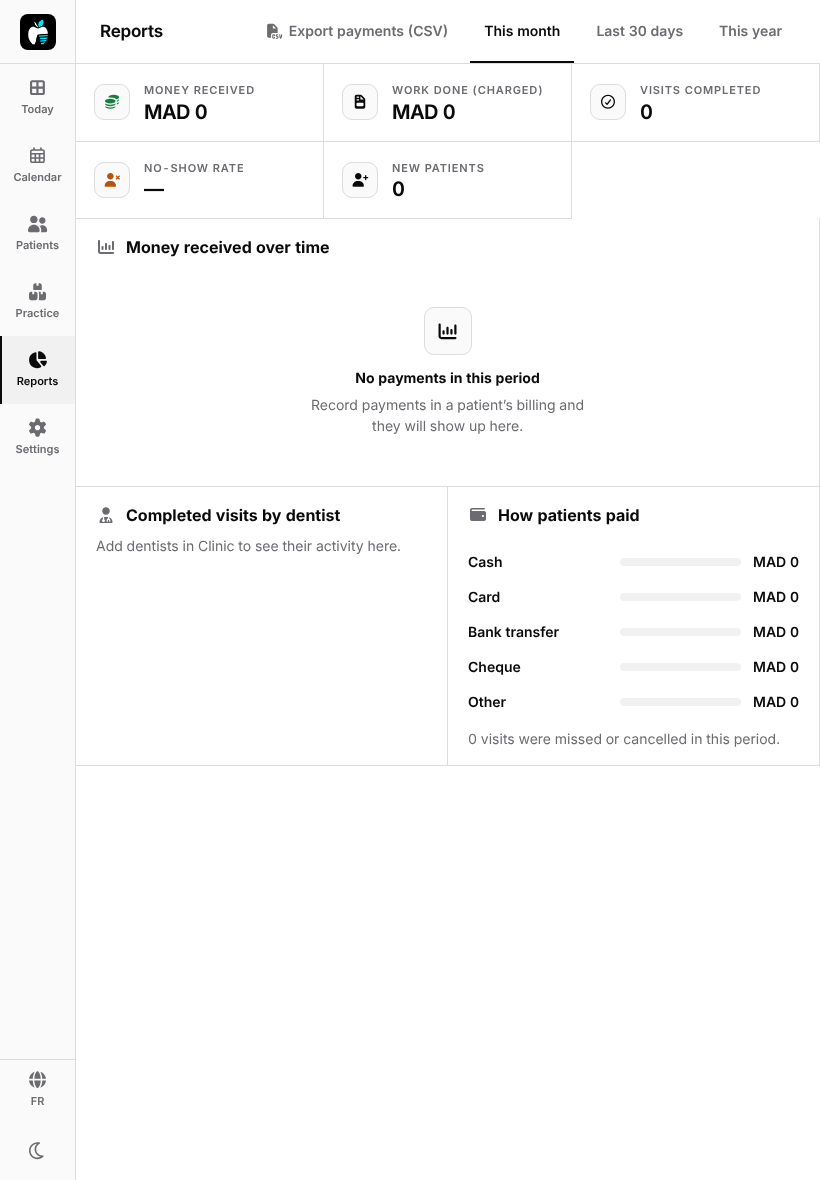 Reports
Export payments (CSV)
This month
Last 30 days
This year
Today
Calendar
Patients
Practice
Reports
Settings
FR
MONEY RECEIVED
MAD 0
WORK DONE (CHARGED)
MAD 0
VISITS COMPLETED
0
NO-SHOW RATE
—
NEW PATIENTS
0
Money received over time
No payments in this period
Record payments in a patient’s billing and
they will show up here.
Completed visits by dentist
Add dentists in Clinic to see their activity here.
How patients paid
Cash MAD 0
Card MAD 0
Bank transfer MAD 0
Cheque MAD 0
Other MAD 0
0 visits were missed or cancelled in this period.